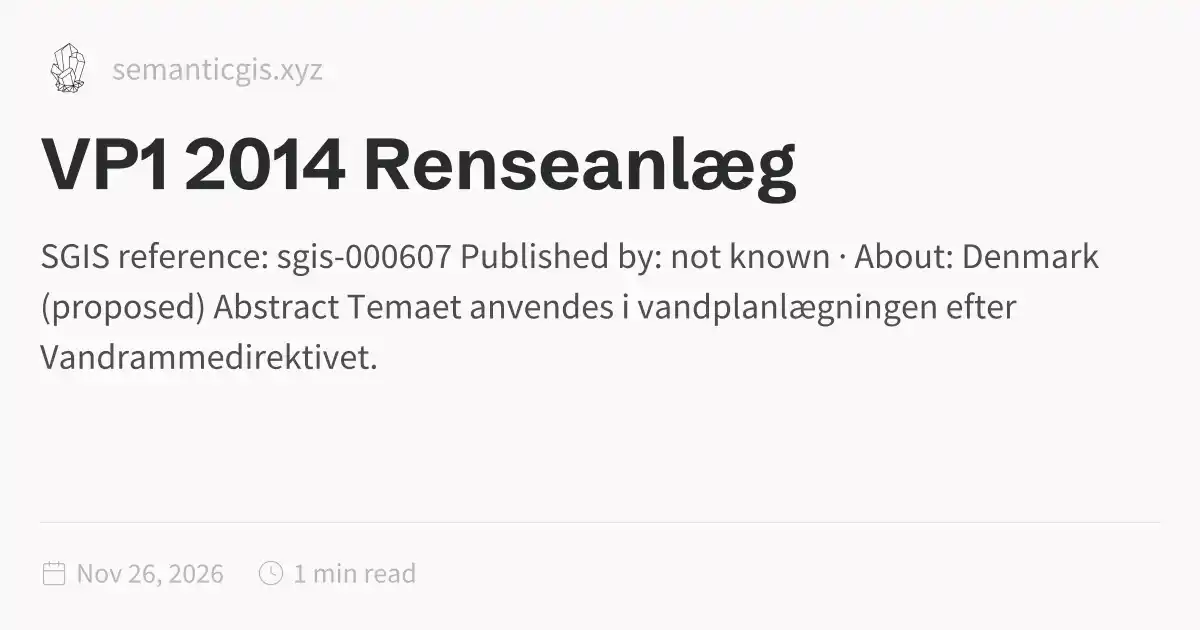 semanticgis.xyz
VP1 2014 Renseanlæg
SGIS reference: sgis-000607 Published by: not known · About: Denmark
(proposed) Abstract Temaet anvendes i vandplanlægningen efter
Vandrammedirektivet.
Nov 26, 2026 1 min read